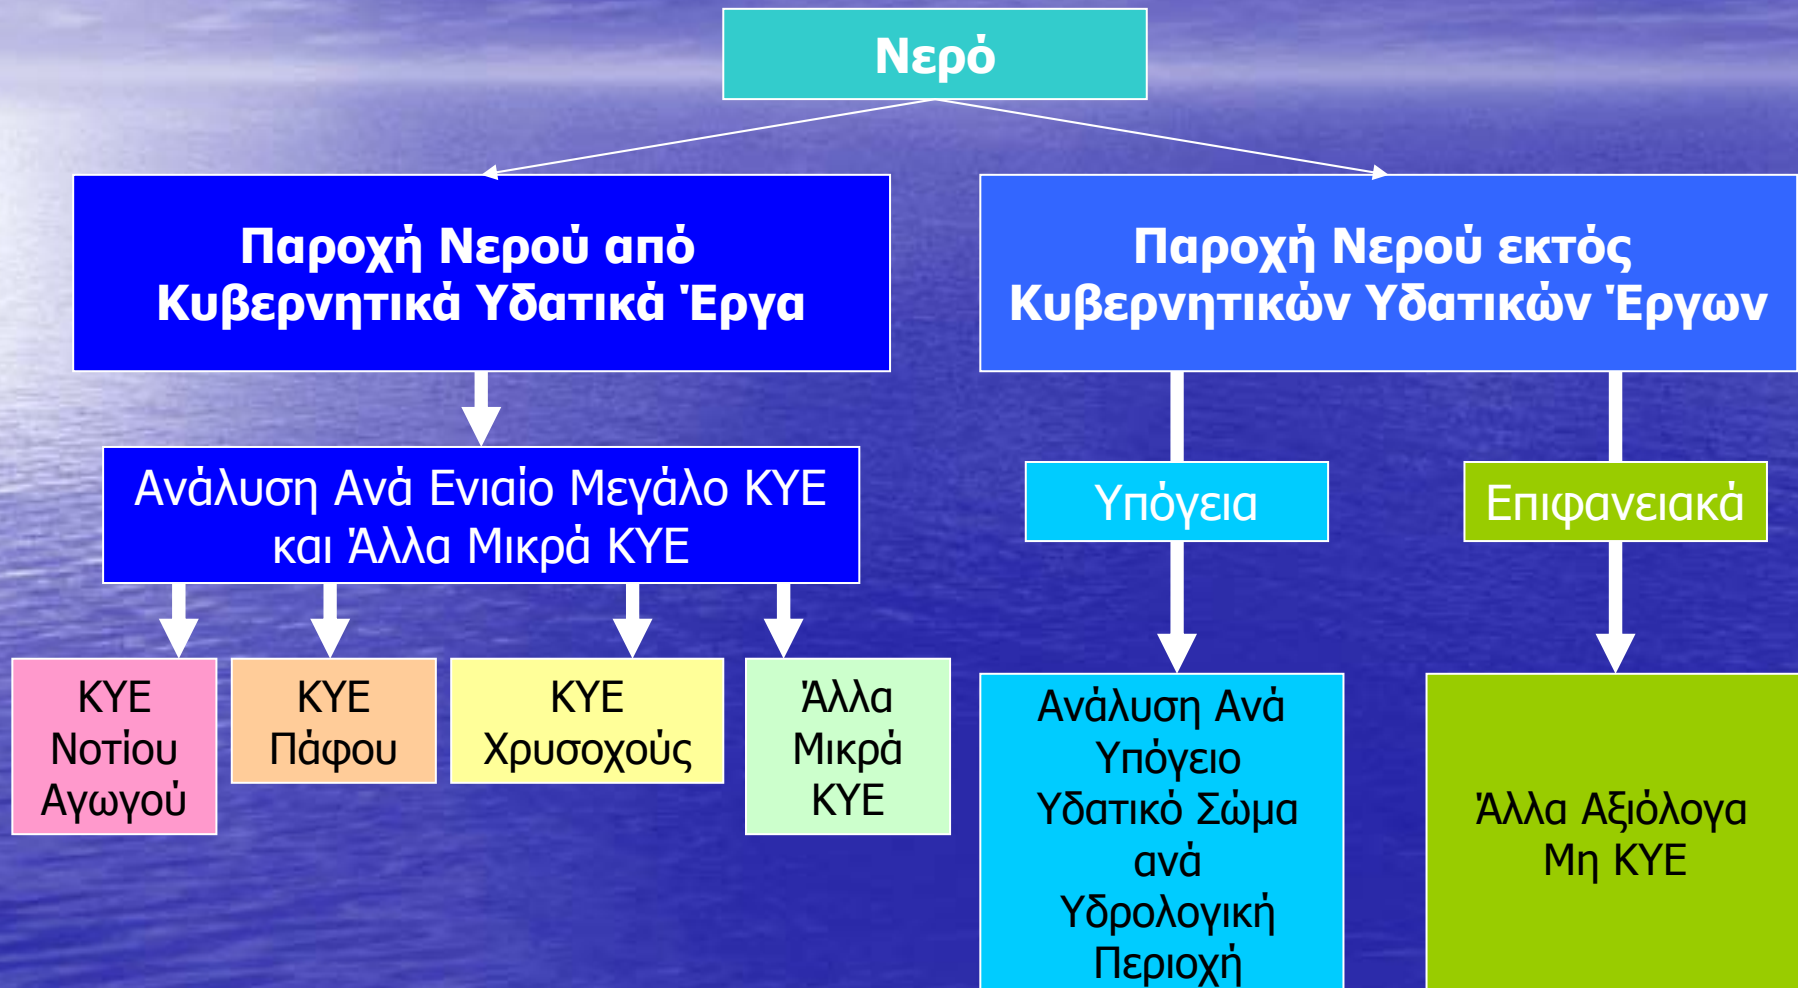 Νερό
Παροχή Νερού από
Κυβερνητικά Υδατικά Έργα
Παροχή Νερού εκτός
Κυβερνητικών Υδατικών Έργων
Ανάλυση Ανά Ενιαίο Μεγάλο ΚΥΕ
και Άλλα Μικρά ΚΥΕ
Υπόγεια
Επιφανειακά
ΚΥΕ
Νοτίου
Αγωγού
ΚΥΕ
Πάφου
ΚΥΕ
Χρυσοχούς
Άλλα
Μικρά
ΚΥΕ
Ανάλυση Ανά
Υπόγειο
Υδατικό Σώμα
ανά
Υδρολογική
Περιοχή
Άλλα Αξιόλογα
Μη ΚΥΕ